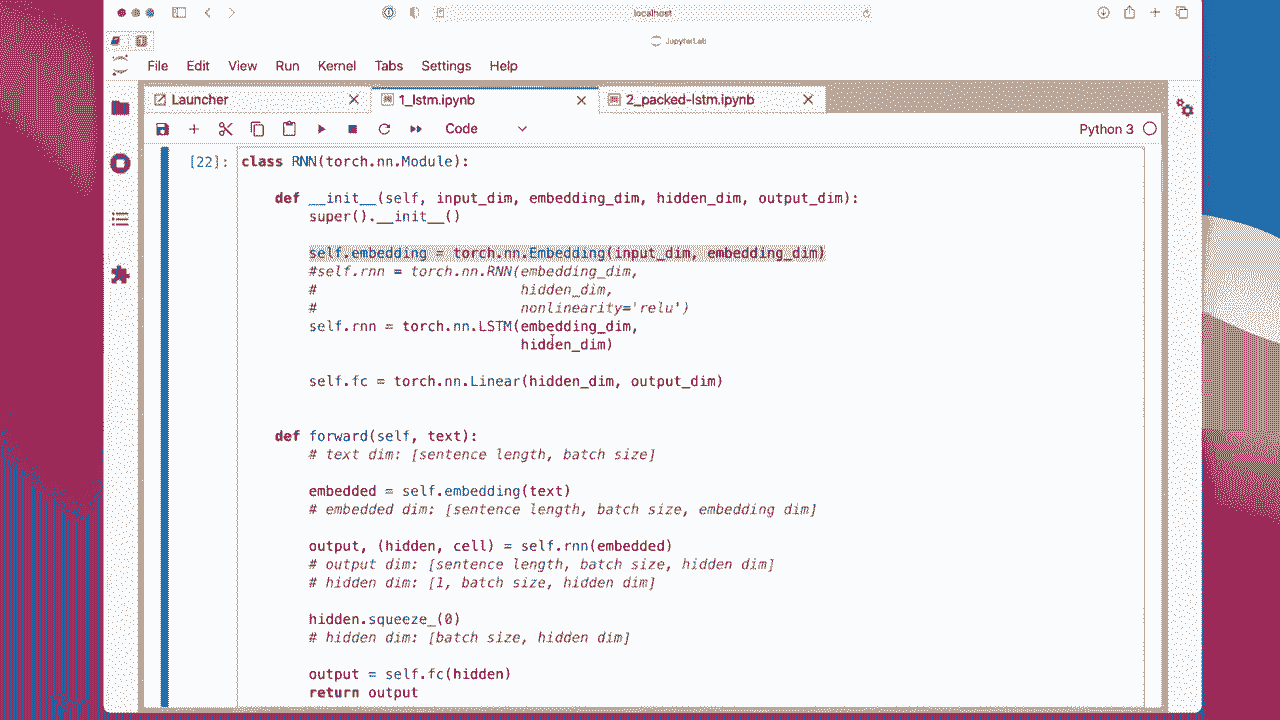 localhost
JupyterLab
File Edit View Run Kernel Tabs Settings Help
Launcher 1_lstm.ipynb 2_packed-lstm.ipynb
Code Python 3
[22]: class RNN(torch.nn.Module):
def __init__(self, input_dim, embedding_dim, hidden_dim, output_dim):
super().__init__()
self.embedding = torch.nn.Embedding(input_dim, embedding_dim)
#self.rnn = torch.nn.RNN(embedding_dim,
# hidden_dim,
# nonlinearity='relu')
self.rnn = torch.nn.LSTM(embedding_dim,
hidden_dim)
self.fc = torch.nn.Linear(hidden_dim, output_dim)
def forward(self, text):
# text dim: [sentence length, batch size]
embedded = self.embedding(text)
# embedded dim: [sentence length, batch size, embedding dim]
output, (hidden, cell) = self.rnn(embedded)
# output dim: [sentence length, batch size, hidden dim]
# hidden dim: [1, batch size, hidden dim]
hidden.squeeze_(0)
# hidden dim: [batch size, hidden dim]
output = self.fc(hidden)
return output